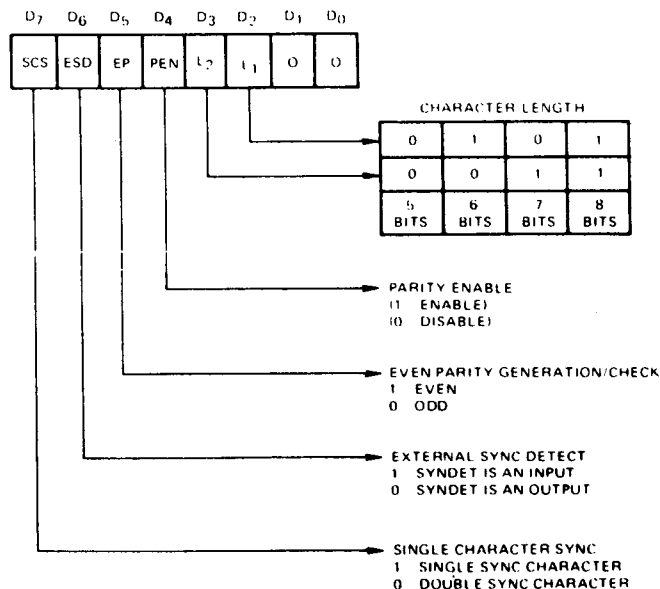 D7 D6 D5 D4 D3 D2 D1 D0
SCS ESD EP PEN L2 L1 0 0
CHARACTER LENGTH
0 1 0 1
0 0 1 1
5 BITS 6 BITS 7 BITS 8 BITS
PARITY ENABLE
(1 ENABLE)
(0 DISABLE)
EVEN PARITY GENERATION/CHECK
1 EVEN
0 ODD
EXTERNAL SYNC DETECT
1 SYNDET IS AN INPUT
0 SYNDET IS AN OUTPUT
SINGLE CHARACTER SYNC
1 SINGLE SYNC CHARACTER
0 DOUBLE SYNC CHARACTER